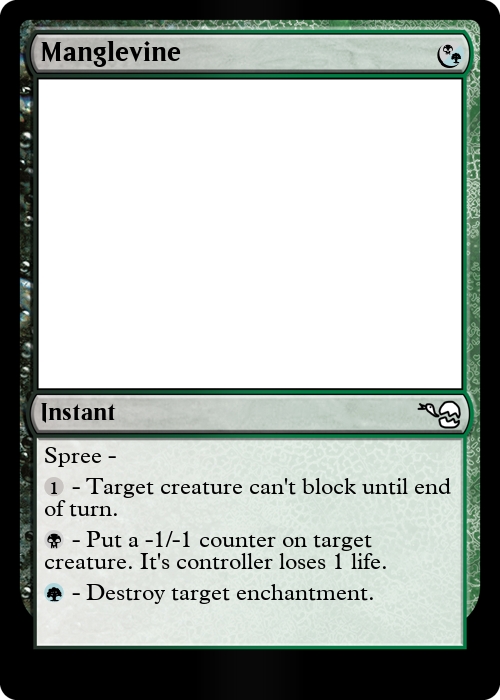 Manglevine
Instant
Spree -
1 - Target creature can't block until end
of turn.
- Put a -1/-1 counter on target
creature. It's controller loses 1 life.
- Destroy target enchantment.